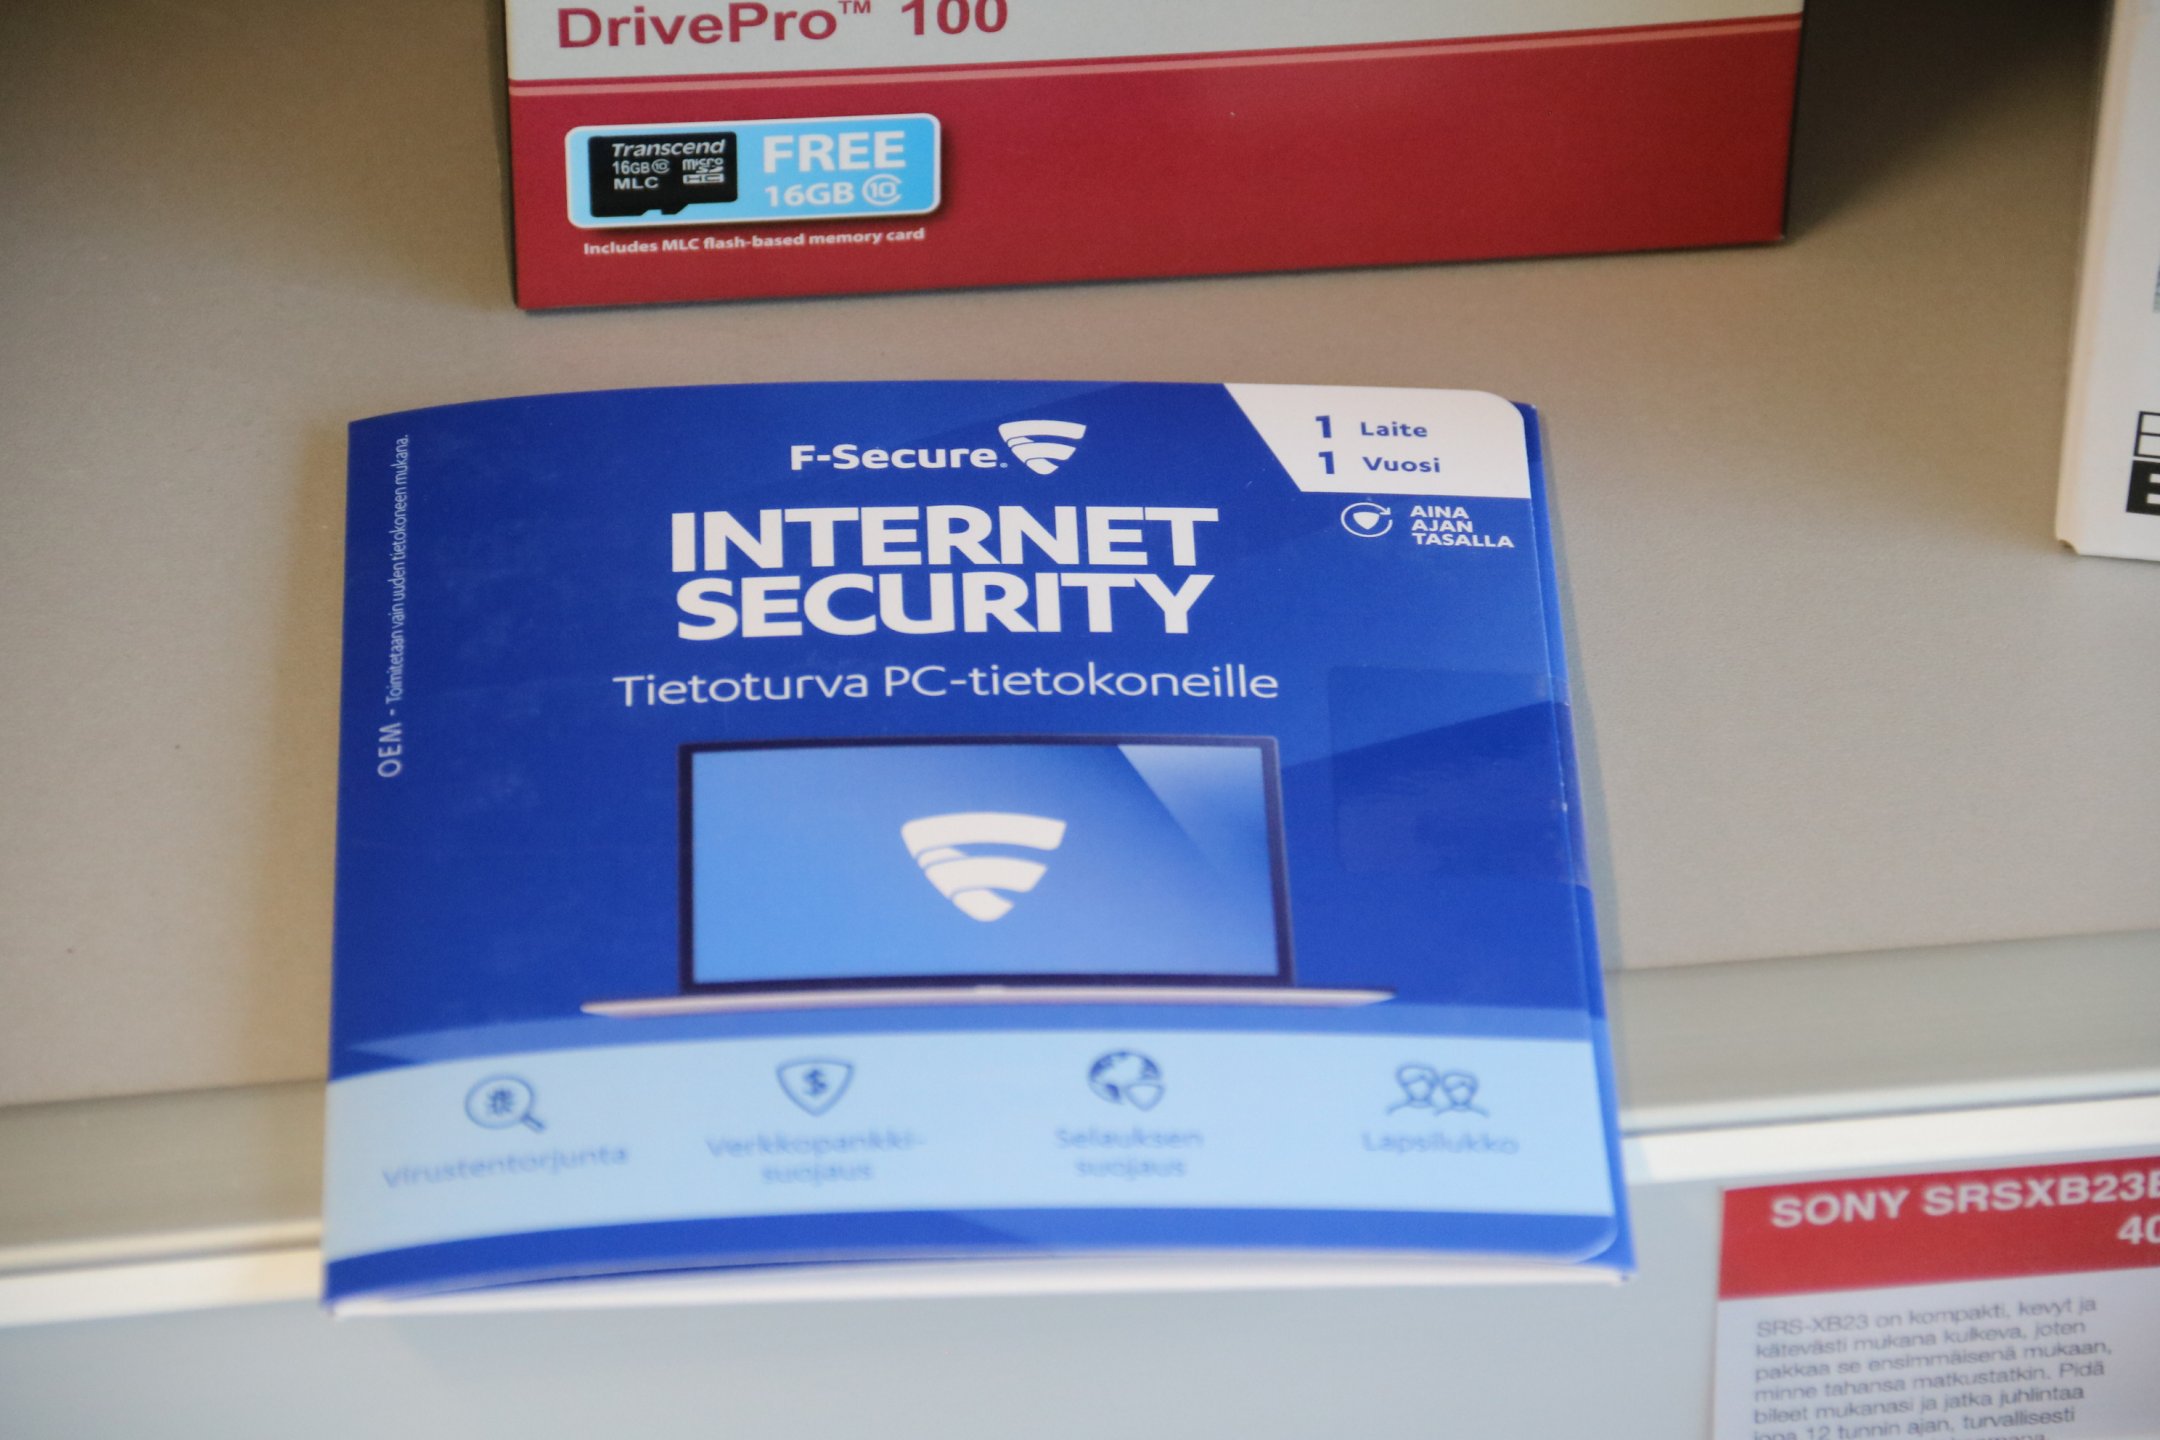 DrivePro™ 100
Transcend
16GB 10 micro
MLC
FREE
16GB 10
Includes MLC flash-based memory card
F-Secure.
1 Laite
1 Vuosi
AINA
AJAN
TASALLA
INTERNET
SECURITY
Tietoturva PC-tietokoneille
OEM - Toimitetaan vain uuden tietokoneen mukana.
Virustentorjunta
Verkkopankki-
suojaus
Selauksen
suojaus
Lapsilukko
SONY SRSXB23
SRS-XB23 on kompakti, kevyt ja
kätevästi mukana kulkeva, joten
pakkaa se ensimmäisenä mukaan,
minne tahansa matkustatkin. Pidä
bileet mukanasi ja jatka juhlintaa
jopa 12 tunnin ajan, turvallisesti